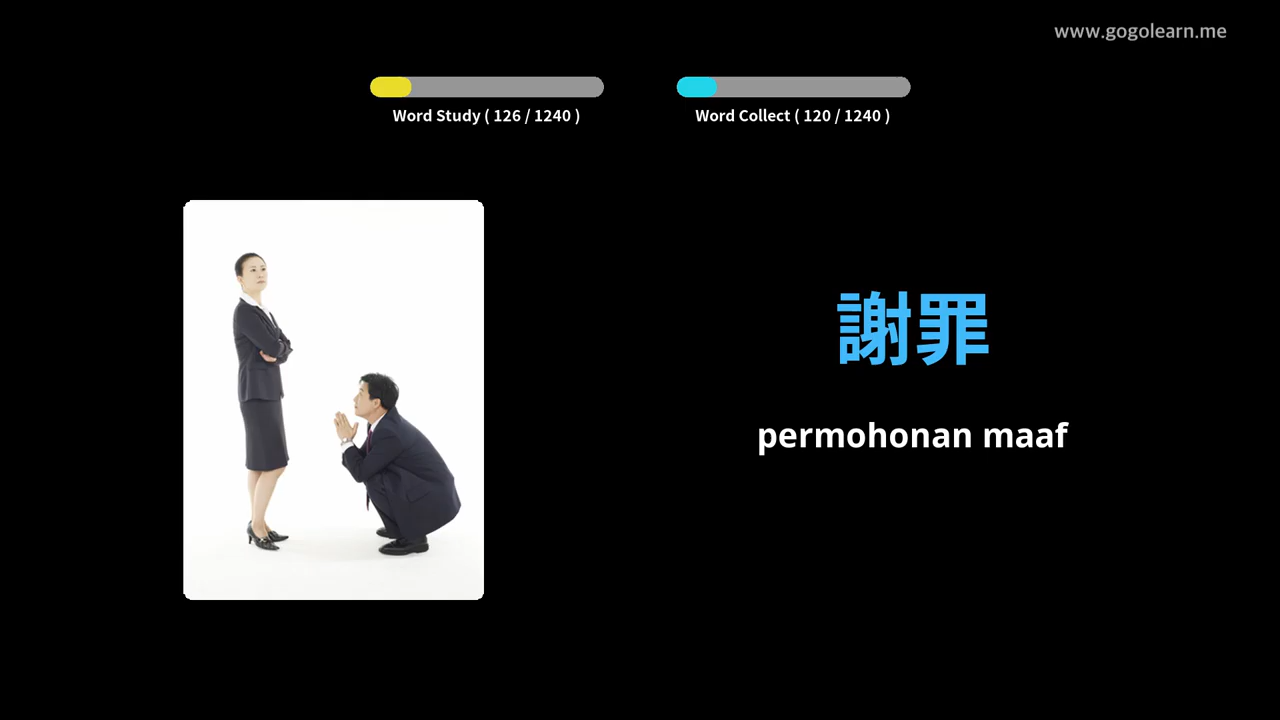 www.gogolearn.me
Word Study ( 126 / 1240 )
Word Collect ( 120 / 1240 )
謝罪
permohonan maaf